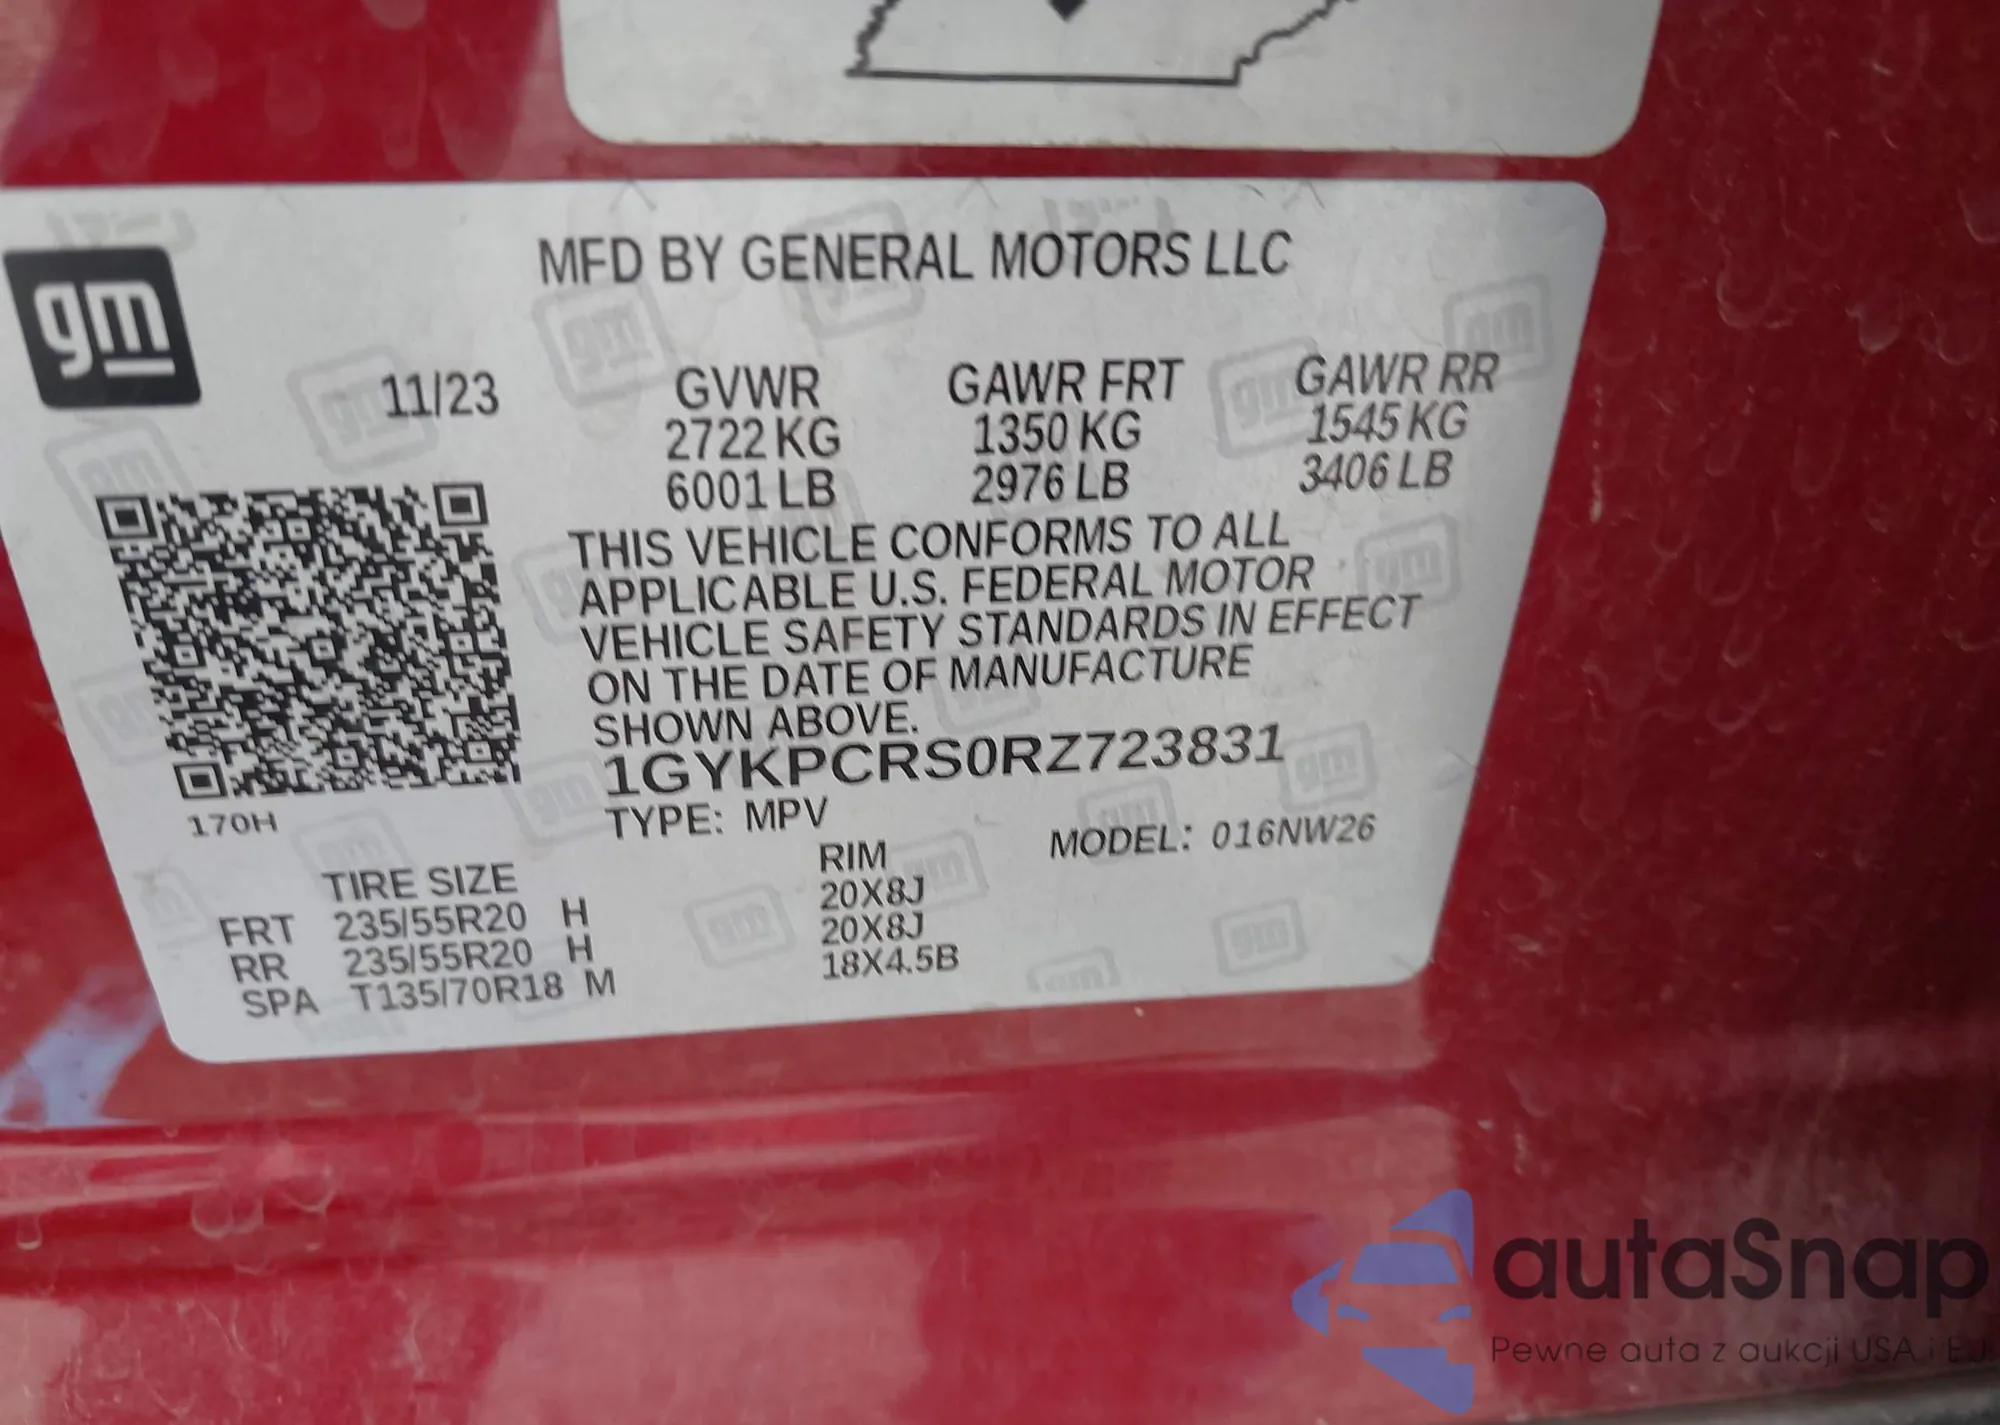 gm
MFD BY GENERAL MOTORS LLC
11/23
GVWR GAWR FRT GAWR RR
2722 KG 1350 KG 1545 KG
6001 LB 2976 LB 3406 LB
THIS VEHICLE CONFORMS TO ALL
APPLICABLE U.S. FEDERAL MOTOR
VEHICLE SAFETY STANDARDS IN EFFECT
ON THE DATE OF MANUFACTURE
SHOWN ABOVE.
1GYKPCRS0RZ723831
170H
TYPE: MPV
MODEL: 016NW26
TIRE SIZE RIM
FRT 235/55R20 H 20X8J
RR 235/55R20 H 20X8J
SPA T135/70R18 M 18X4.5B
autaSnap
Pewne auta z aukcji USA i EU